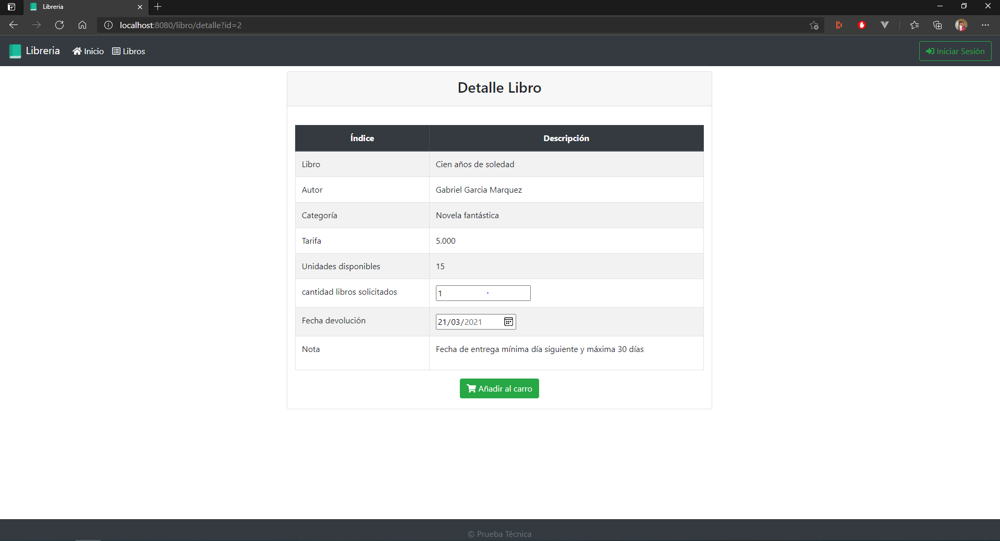 Libreria
localhost:8080/libro/detalle?id=2
Libreria Inicio Libros Iniciar Sesión
Detalle Libro
Índice Descripción
Libro Cien años de soledad
Autor Gabriel Garcia Marquez
Categoría Novela fantástica
Tarifa 5.000
Unidades disponibles 15
cantidad libros solicitados 1
Fecha devolución 21/03/2021
Nota Fecha de entrega mínima día siguiente y máxima 30 días
Añadir al carro
© Prueba Técnica